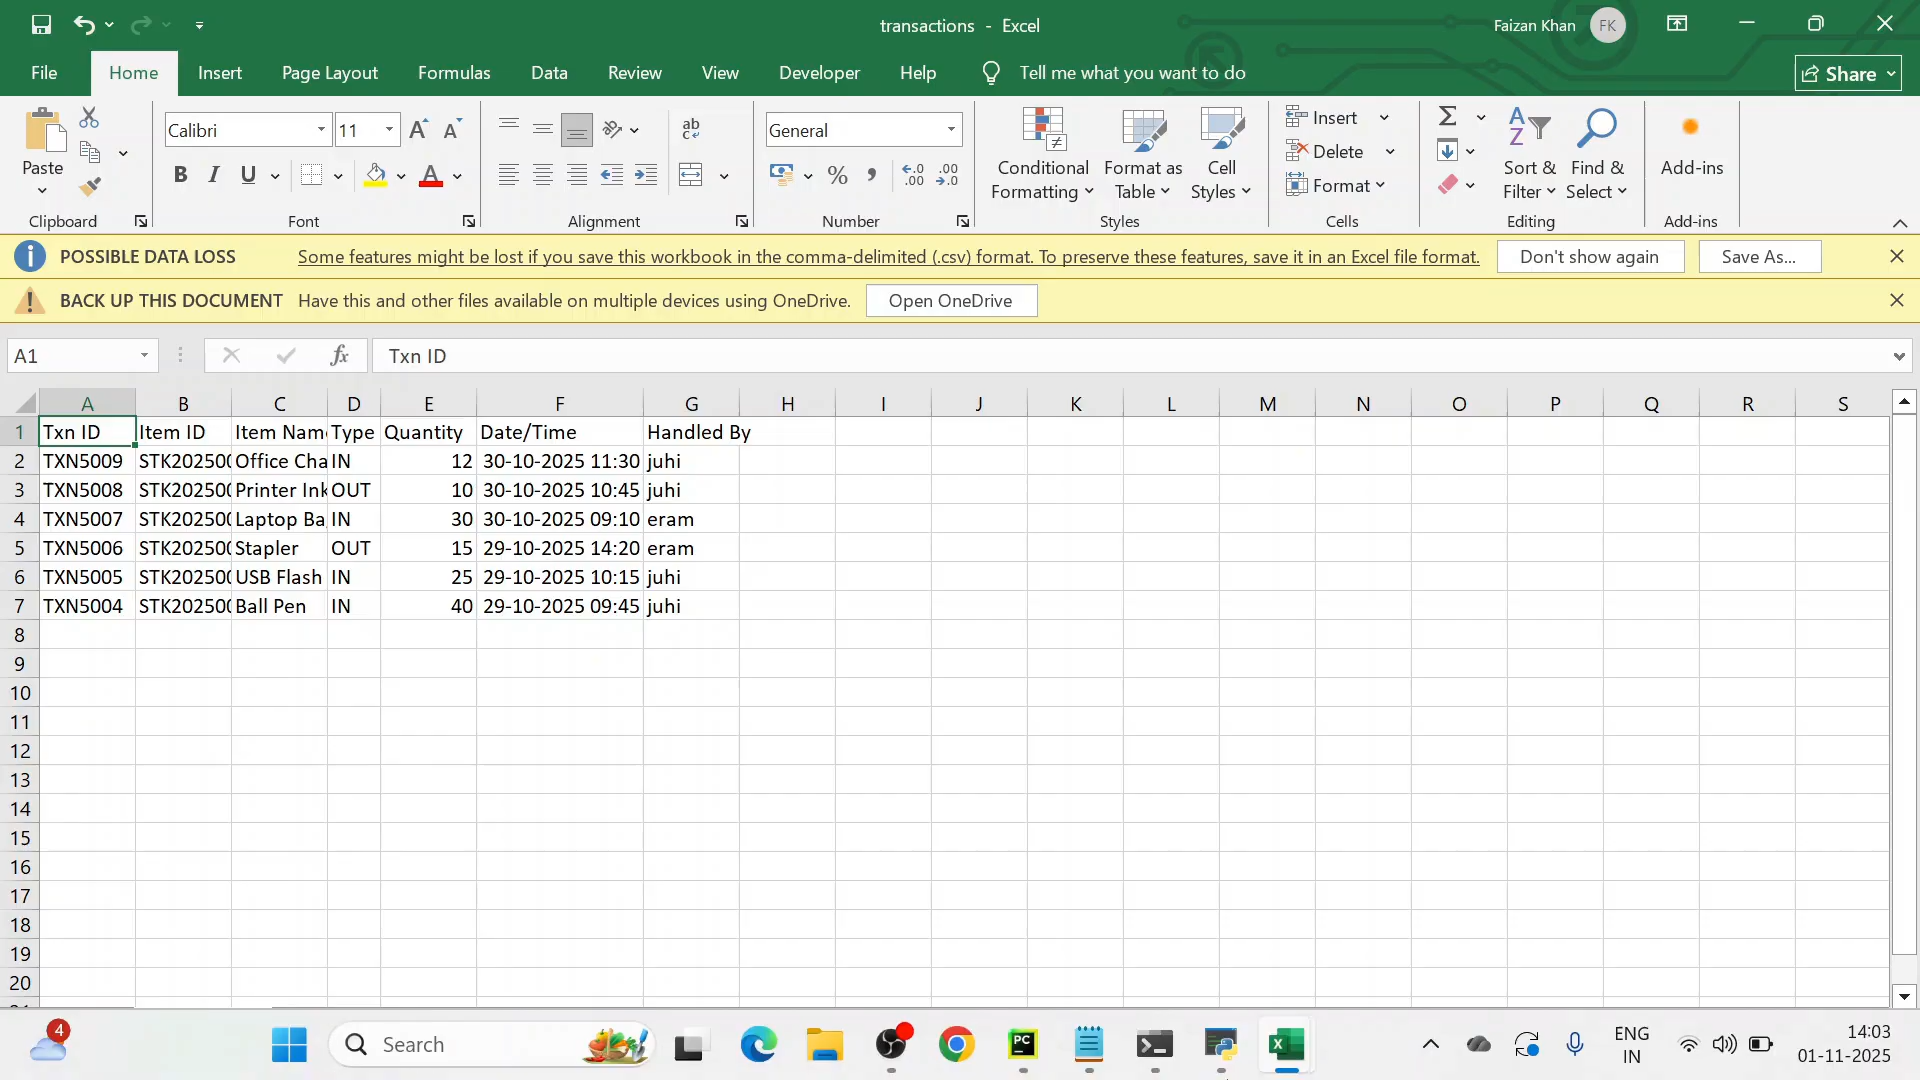 transactions - Excel
Faizan Khan FK
File Home Insert Page Layout Formulas Data Review View Developer Help Tell me what you want to do Share
Paste
Clipboard
Calibri 11
B I U
Font
ab
c
Alignment
General
% ,
Number
Conditional Formatting
Format as Table
Cell Styles
Styles
Insert
Delete
Format
Cells
Sort & Filter
Find & Select
Editing
Add-ins
Add-ins
POSSIBLE DATA LOSS Some features might be lost if you save this workbook in the comma-delimited (.csv) format. To preserve these features, save it in an Excel file format. Don't show again Save As...
BACK UP THIS DOCUMENT Have this and other files available on multiple devices using OneDrive. Open OneDrive
A1 fx Txn ID
A B C D E F G H I J K L M N O P Q R S
1 Txn ID Item ID Item Nam Type Quantity Date/Time Handled By
2 TXN5009 STK202500 Office Cha IN 12 30-10-2025 11:30 juhi
3 TXN5008 STK202500 Printer Ink OUT 10 30-10-2025 10:45 juhi
4 TXN5007 STK202500 Laptop Ba IN 30 30-10-2025 09:10 eram
5 TXN5006 STK202500 Stapler OUT 15 29-10-2025 14:20 eram
6 TXN5005 STK202500 USB Flash IN 25 29-10-2025 10:15 juhi
7 TXN5004 STK202500 Ball Pen IN 40 29-10-2025 09:45 juhi
8
9
10
11
12
13
14
15
16
17
18
19
20
4 Search PC ENG 14:03
IN 01-11-2025